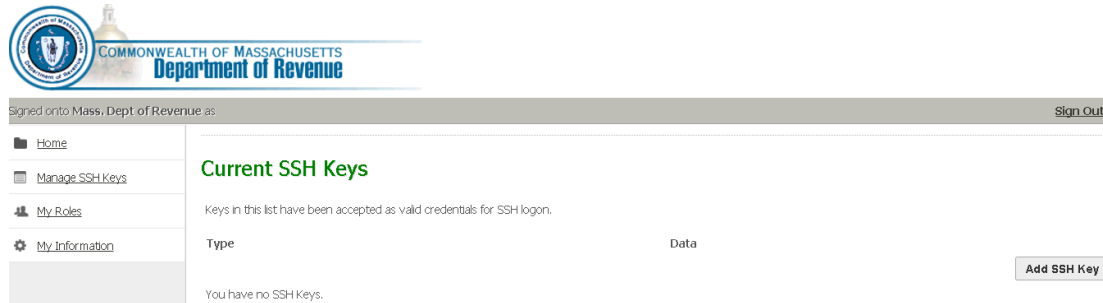 COMMONWEALTH OF MASSACHUSETTS
Department of Revenue
Signed onto Mass. Dept of Revenue as
Sign Out
Home
Manage SSH Keys
My Roles
My Information
Current SSH Keys
Keys in this list have been accepted as valid credentials for SSH logon.
Type Data
Add SSH Key
You have no SSH Keys.